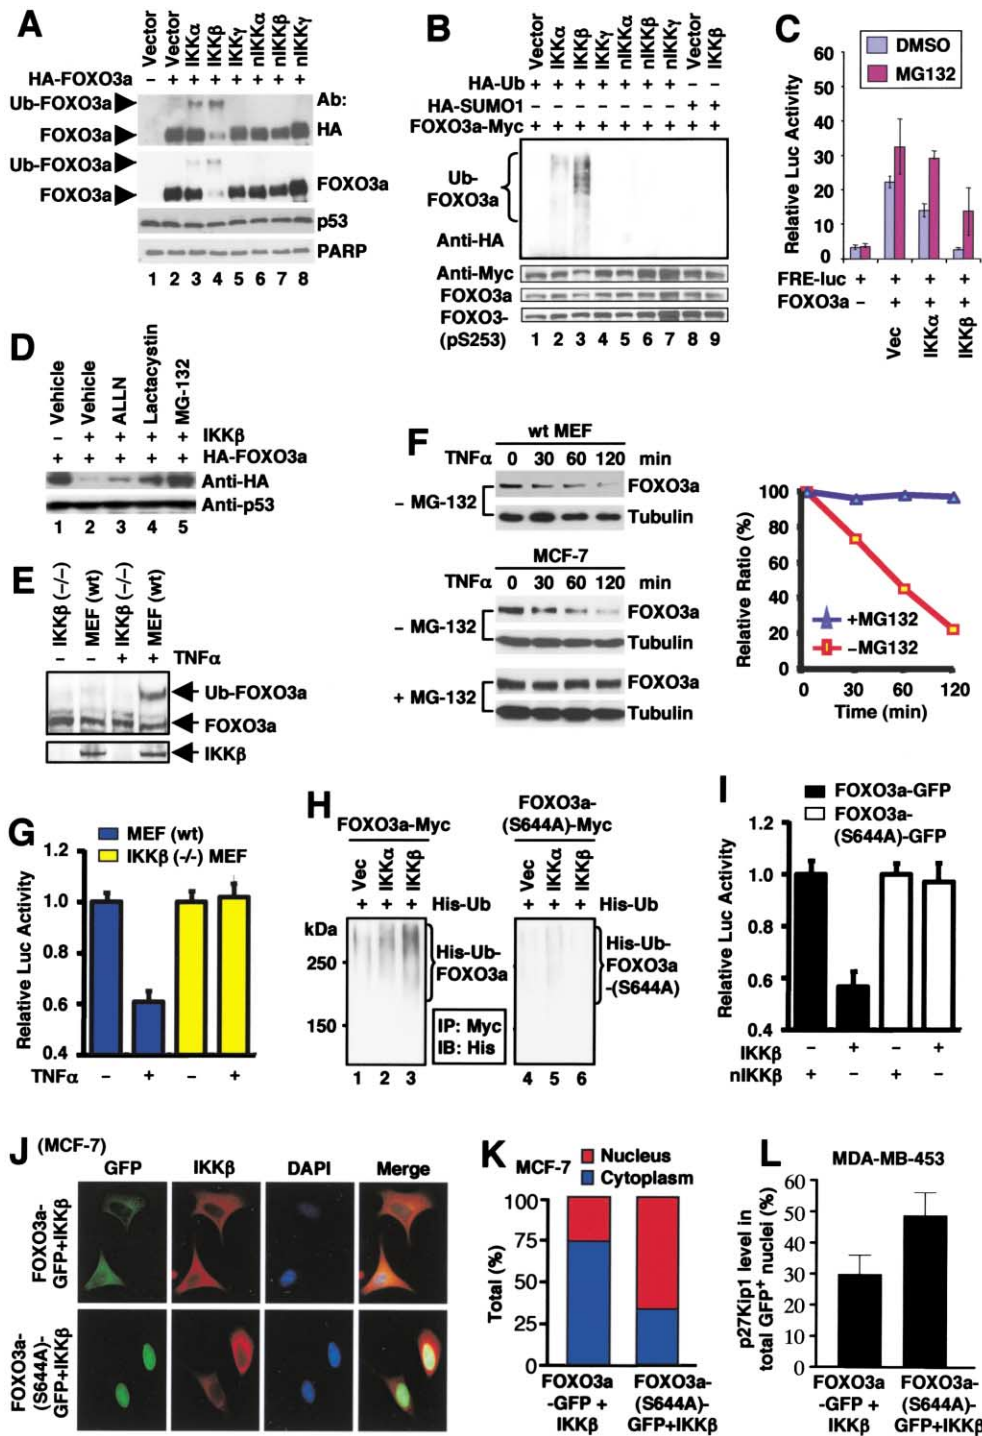 A
Vector
Vector
IKKα
IKKβ
IKKγ
nIKKα
nIKKβ
nIKKγ
HA-FOXO3a – + + + + + + +
Ub-FOXO3a
Ab:
FOXO3a
HA
Ub-FOXO3a
FOXO3a
FOXO3a
p53
PARP
1 2 3 4 5 6 7 8
B
Vector
IKKα
IKKβ
IKKγ
nIKKα
nIKKβ
nIKKγ
Vector
IKKβ
HA-Ub + + + + + + + – –
HA-SUMO1 – – – – – – – + +
FOXO3a-Myc + + + + + + + + +
Ub-
FOXO3a
Anti-HA
Anti-Myc
FOXO3a
FOXO3-
(pS253)
1 2 3 4 5 6 7 8 9
C
DMSO
MG132
Relative Luc Activity
60
50
40
30
20
10
0
FRE-luc + + + +
FOXO3a – + + +
Vec
IKKα
IKKβ
D
Vehicle
Vehicle
ALLN
Lactacystin
MG-132
– + + + + IKKβ
+ + + + + HA-FOXO3a
Anti-HA
Anti-p53
1 2 3 4 5
E
IKKβ (–/–)
MEF (wt)
IKKβ (–/–)
MEF (wt)
– – + + TNFα
Ub-FOXO3a
FOXO3a
IKKβ
F
wt MEF
TNFα 0 30 60 120 min
– MG-132
FOXO3a
Tubulin
MCF-7
TNFα 0 30 60 120 min
– MG-132
FOXO3a
Tubulin
+ MG-132
FOXO3a
Tubulin
Relative Ratio (%)
100
80
60
40
20
0
+MG132
–MG132
0 30 60 120
Time (min)
G
MEF (wt)
IKKβ (-/-) MEF
Relative Luc Activity
1.2
1.0
0.8
0.6
0.4
TNFα – + – +
H
FOXO3a-Myc
FOXO3a-
(S644A)-Myc
Vec
IKKα
IKKβ
Vec
IKKα
IKKβ
+ + + His-Ub + + + His-Ub
kDa
250
150
His-Ub-
FOXO3a
His-Ub-
FOXO3a
-(S644A)
IP: Myc
IB: His
1 2 3 4 5 6
I
FOXO3a-GFP
FOXO3a-
(S644A)-GFP
Relative Luc Activity
1.2
1.0
0.8
0.6
0.4
IKKβ – + – +
nIKKβ + – + –
J (MCF-7)
GFP IKKβ DAPI Merge
FOXO3a-
GFP+IKKβ
FOXO3a-
(S644A)-
GFP+IKKβ
K MCF-7
Nucleus
Cytoplasm
Total (%)
100
75
50
25
0
FOXO3a
-GFP +
IKKβ
FOXO3a-
(S644A)-
GFP+IKKβ
L
MDA-MB-453
p27Kip1 level in
total GFP⁺ nuclei (%)
60
50
40
30
20
10
0
FOXO3a
-GFP +
IKKβ
FOXO3a-
(S644A)-
GFP+IKKβ